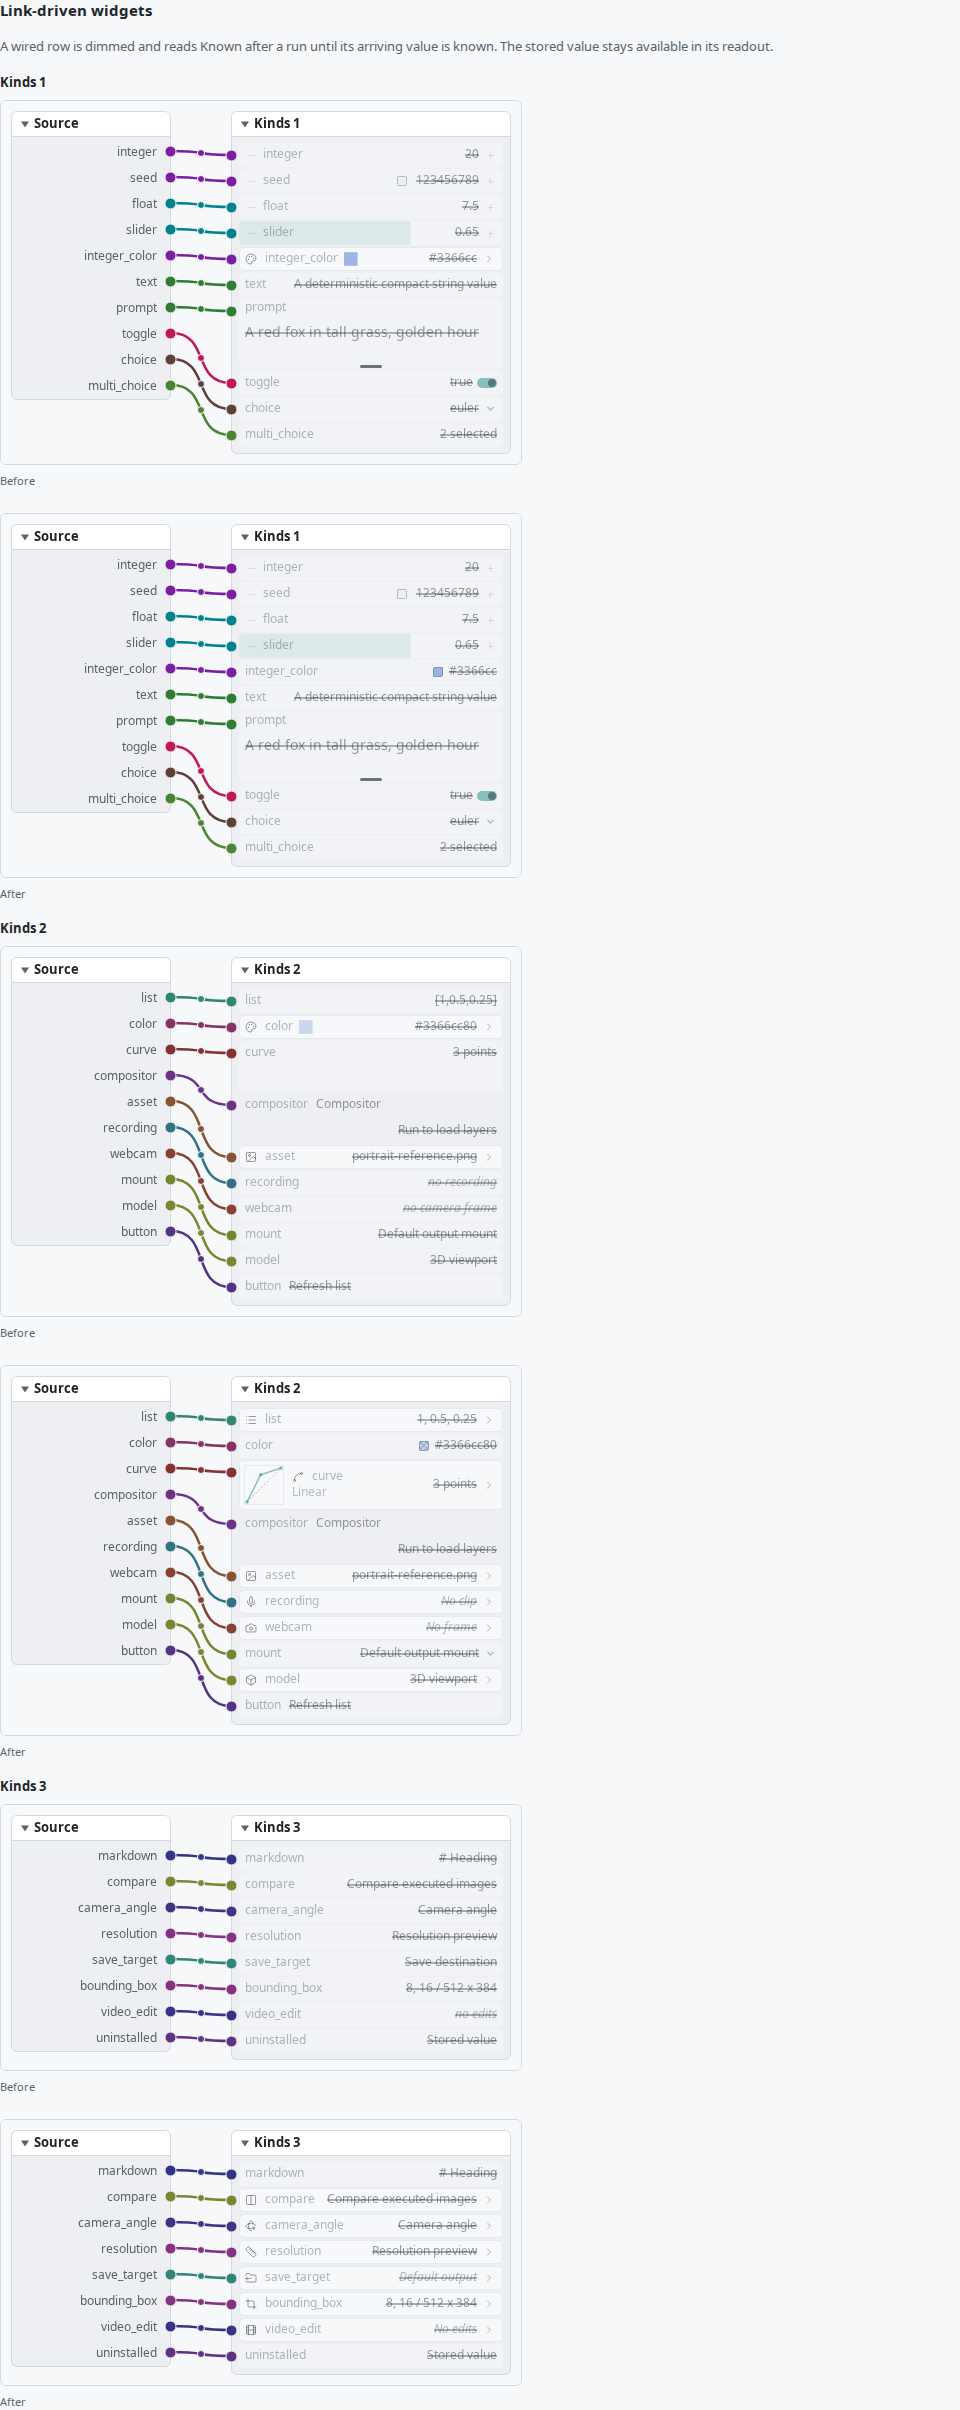 Link-driven widgets
A wired row is dimmed and reads Known after a run until its arriving value is known. The stored value stays available in its readout.
Kinds 1
Source
Kinds 1
integer
integer 20
seed
seed 123456789
float
float 7.5
slider
slider 0.65
integer_color
integer_color #3366cc
text
text A deterministic compact string value
prompt
prompt
A red fox in tall grass, golden hour
toggle
toggle true
choice
choice euler
multi_choice
multi_choice 2 selected
Before
Source
Kinds 1
integer
integer 20
seed
seed 123456789
float
float 7.5
slider
slider 0.65
integer_color
integer_color #3366cc
text
text A deterministic compact string value
prompt
prompt
A red fox in tall grass, golden hour
toggle
toggle true
choice
choice euler
multi_choice
multi_choice 2 selected
After
Kinds 2
Source
Kinds 2
list
list [1,0.5,0.25]
color
color #3366cc80
curve
curve 3 points
compositor
compositor Compositor
Run to load layers
asset
asset portrait-reference.png
recording
recording no recording
webcam
webcam no camera frame
mount
mount Default output mount
model
model 3D viewport
button
button Refresh list
Before
Source
Kinds 2
list
list 1, 0.5, 0.25
color
color #3366cc80
curve
curve 3 points
Linear
compositor
compositor Compositor
Run to load layers
asset
asset portrait-reference.png
recording
recording No clip
webcam
webcam No frame
mount
mount Default output mount
model
model 3D viewport
button
button Refresh list
After
Kinds 3
Source
Kinds 3
markdown
markdown # Heading
compare
compare Compare executed images
camera_angle
camera_angle Camera angle
resolution
resolution Resolution preview
save_target
save_target Save destination
bounding_box
bounding_box 8, 16 / 512 x 384
video_edit
video_edit no edits
uninstalled
uninstalled Stored value
Before
Source
Kinds 3
markdown
markdown # Heading
compare
compare Compare executed images
camera_angle
camera_angle Camera angle
resolution
resolution Resolution preview
save_target
save_target Default output
bounding_box
bounding_box 8, 16 / 512 x 384
video_edit
video_edit No edits
uninstalled
uninstalled Stored value
After